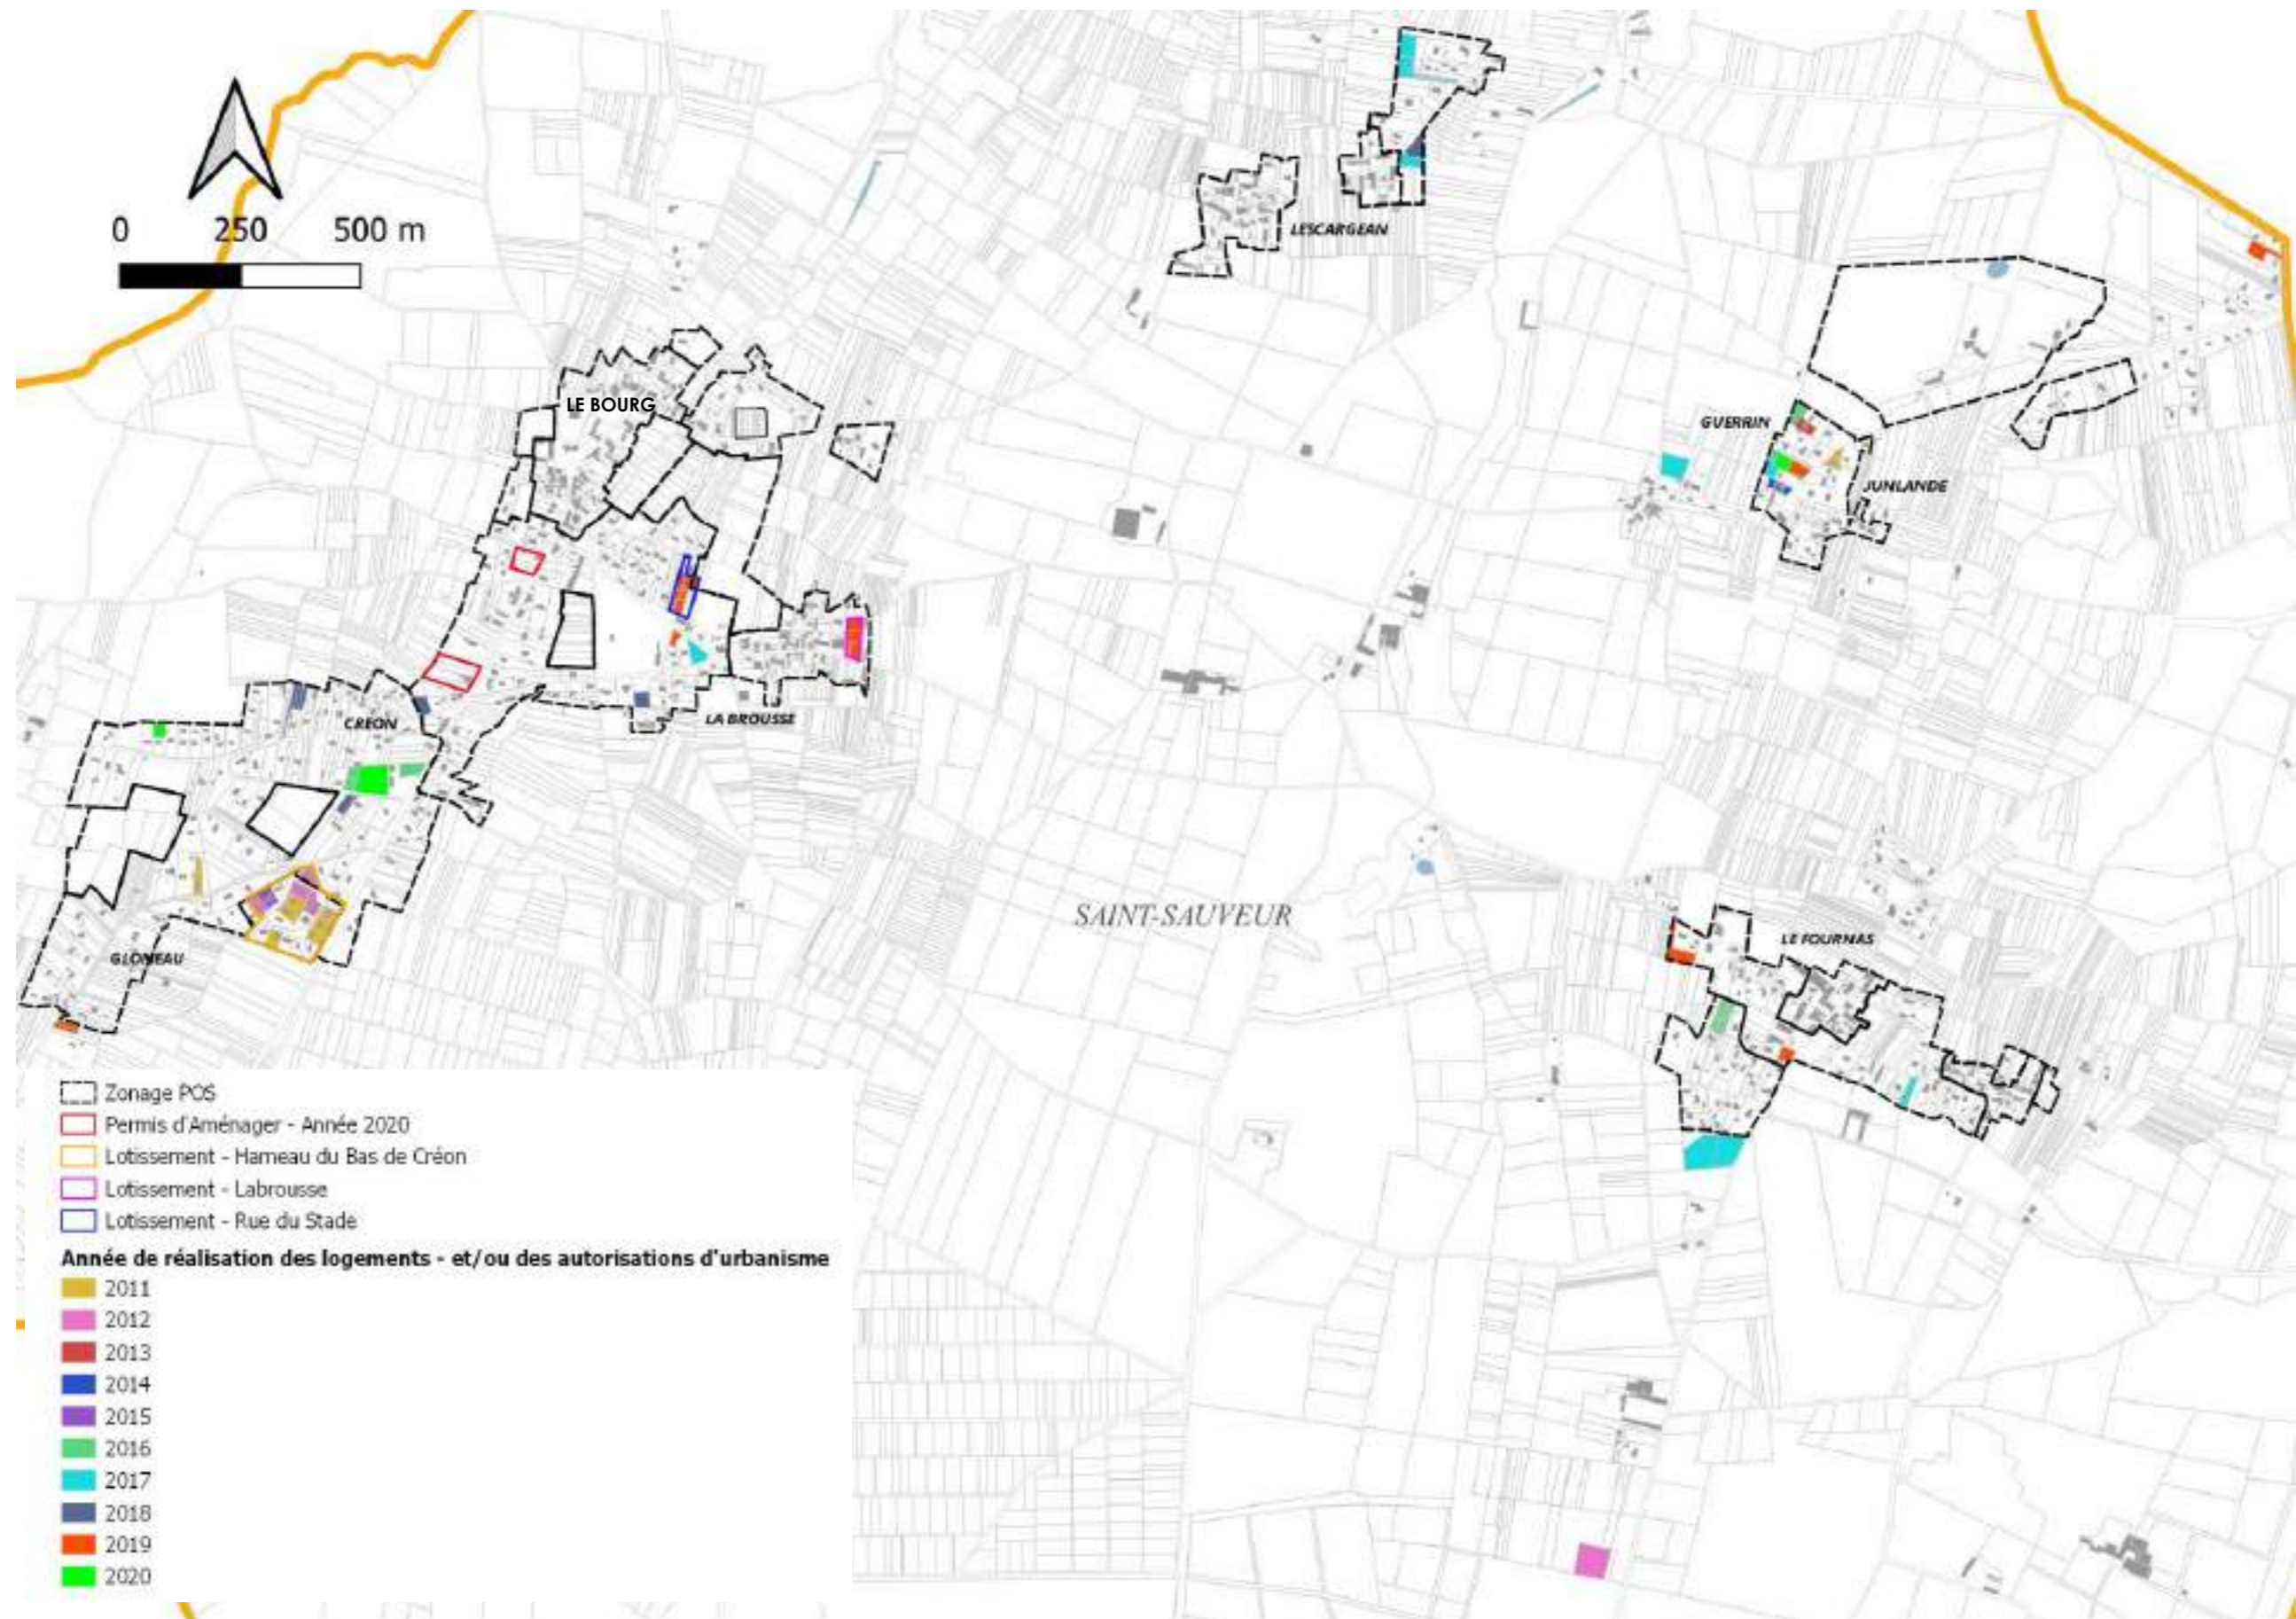 0 250 500 m
LESCARGEAN
LE BOURG
GUERRIN
JUNLANDE
LA BROUSSE
CREON
SAINT-SAUVEUR
LE FOURNAS
GLONEAU
Zonage POS
Permis d'Aménager - Année 2020
Lotissement - Hameau du Bas de Créon
Lotissement - Labrousse
Lotissement - Rue du Stade
Année de réalisation des logements - et/ou des autorisations d'urbanisme
2011
2012
2013
2014
2015
2016
2017
2018
2019
2020